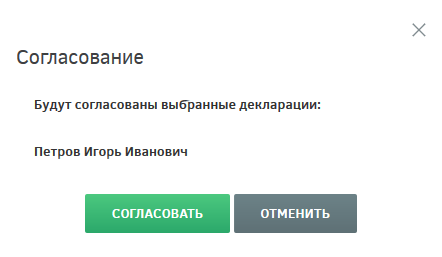 Согласование
Будут согласованы выбранные декларации:
Петров Игорь Иванович
СОГЛАСОВАТЬ ОТМЕНИТЬ